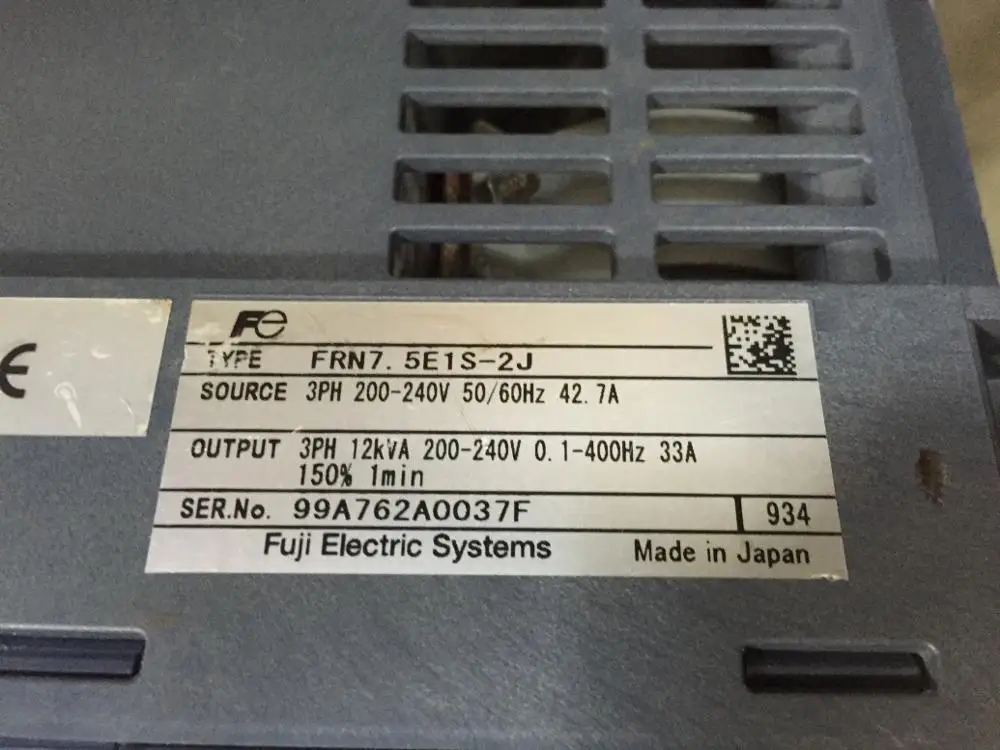 CE
Fe
TYPE FRN7.5E1S-2J
SOURCE 3PH 200-240V 50/60Hz 42.7A
OUTPUT 3PH 12kVA 200-240V 0.1-400Hz 33A
150% 1min
SER.No. 99A762A0037F 934
Fuji Electric Systems Made in Japan